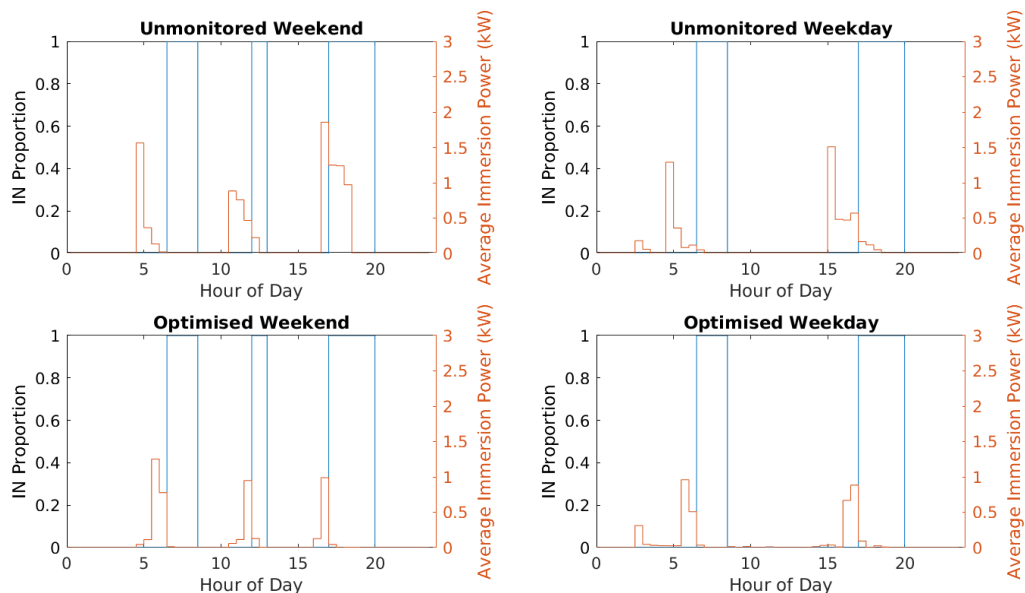 Unmonitored Weekend
1
0.8
0.6
0.4
0.2
0
IN Proportion
3
2.5
2
1.5
1
0.5
0
Average Immersion Power (kW)
0 5 10 15 20
Hour of Day
Unmonitored Weekday
1
0.8
0.6
0.4
0.2
0
IN Proportion
3
2.5
2
1.5
1
0.5
0
Average Immersion Power (kW)
0 5 10 15 20
Hour of Day
Optimised Weekend
1
0.8
0.6
0.4
0.2
0
IN Proportion
3
2.5
2
1.5
1
0.5
0
Average Immersion Power (kW)
0 5 10 15 20
Hour of Day
Optimised Weekday
1
0.8
0.6
0.4
0.2
0
IN Proportion
3
2.5
2
1.5
1
0.5
0
Average Immersion Power (kW)
0 5 10 15 20
Hour of Day